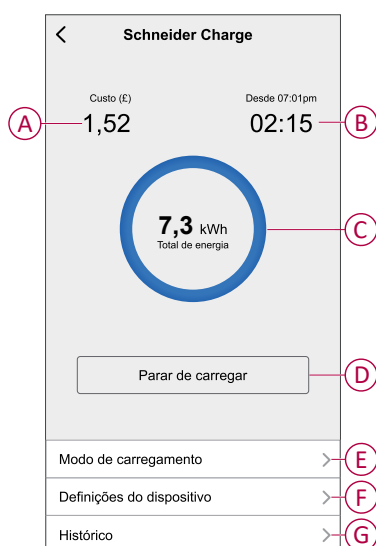 Schneider Charge
Custo (£)
Desde 07:01pm
A
1,52
02:15
B
7,3 kWh
Total de energia
C
Parar de carregar
D
Modo de carregamento
E
Definições do dispositivo
F
Histórico
G